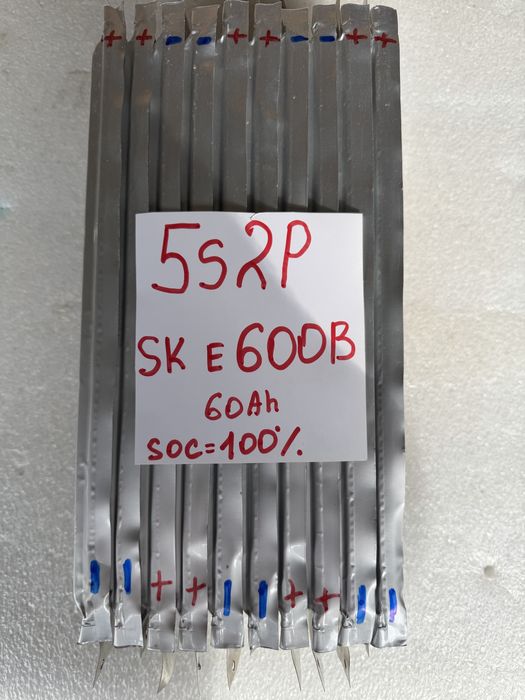 + + - - + + - - + +
5S2P
SK E600B
60Ah
SOC=100%
- - + + - - + + - -